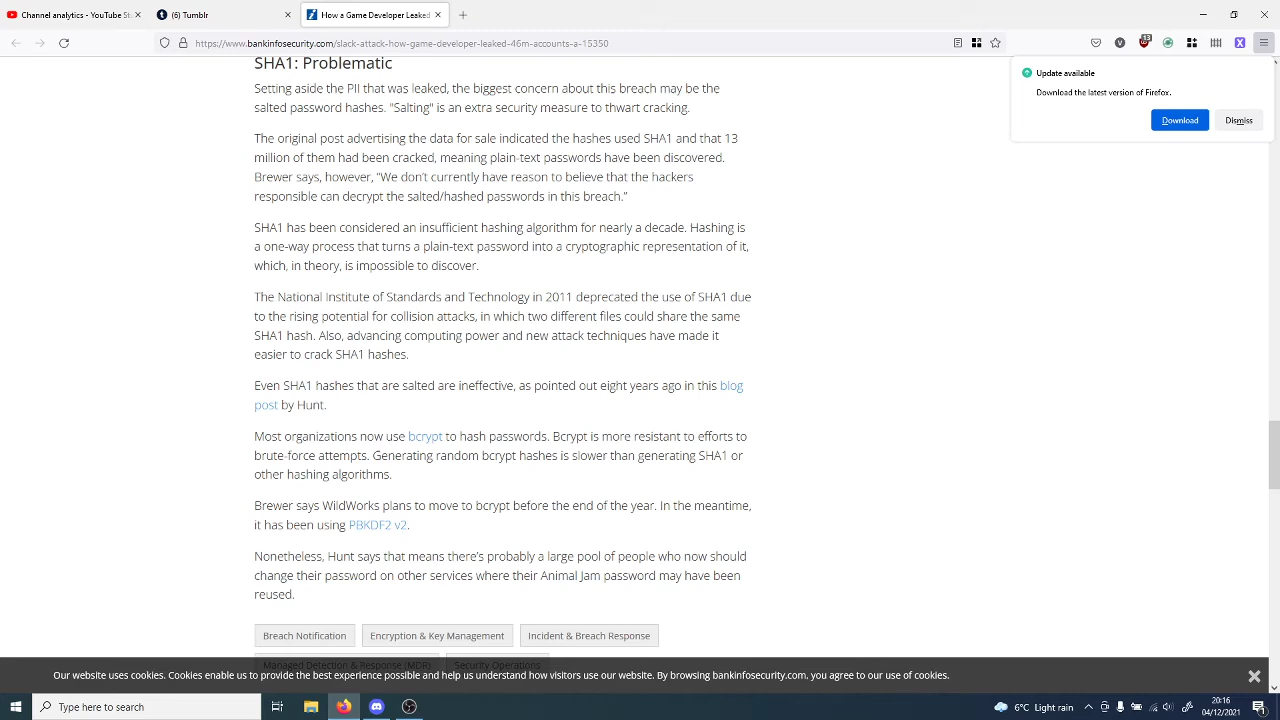 Channel analytics - YouTube St
(6) Tumblr
How a Game Developer Leaked
https://www.bankinfosecurity.com/slack-attack-how-game-developer-leaked-46m-accounts-a-15350
13
Update available
Download the latest version of Firefox.
Download
Dismiss
SHA1: Problematic
Setting aside the PII that was leaked, the biggest concern about this breach may be the
salted password hashes. "Salting" is an extra security measure to thwart cracking.
The original post advertising the data for sale indicated the hashes used SHA1 and that 13
million of them had been cracked, meaning plain-text passwords have been discovered.
Brewer says, however, “We don’t currently have reason to believe that the hackers
responsible can decrypt the salted/hashed passwords in this breach.”
SHA1 has been considered an insufficient hashing algorithm for nearly a decade. Hashing is
a one-way process that turns a plain-text password into a cryptographic representation of it,
which, in theory, is impossible to discover.
The National Institute of Standards and Technology in 2011 deprecated the use of SHA1 due
to the rising potential for collision attacks, in which two different files could share the same
SHA1 hash. Also, advancing computing power and new attack techniques have made it
easier to crack SHA1 hashes.
Even SHA1 hashes that are salted are ineffective, as pointed out eight years ago in this blog
post by Hunt.
Most organizations now use bcrypt to hash passwords. Bcrypt is more resistant to efforts to
brute-force attempts. Generating random bcrypt hashes is slower than generating SHA1 or
other hashing algorithms.
Brewer says WildWorks plans to move to bcrypt before the end of the year. In the meantime,
it has been using PBKDF2 v2.
Nonetheless, Hunt says that means there’s probably a large pool of people who now should
change their password on other services where their Animal Jam password may have been
reused.
Breach Notification
Encryption & Key Management
Incident & Breach Response
Managed Detection & Response (MDR)
Security Operations
Our website uses cookies. Cookies enable us to provide the best experience possible and help us understand how visitors use our website. By browsing bankinfosecurity.com, you agree to our use of cookies.
Type here to search
6°C Light rain
20:16
04/12/2021